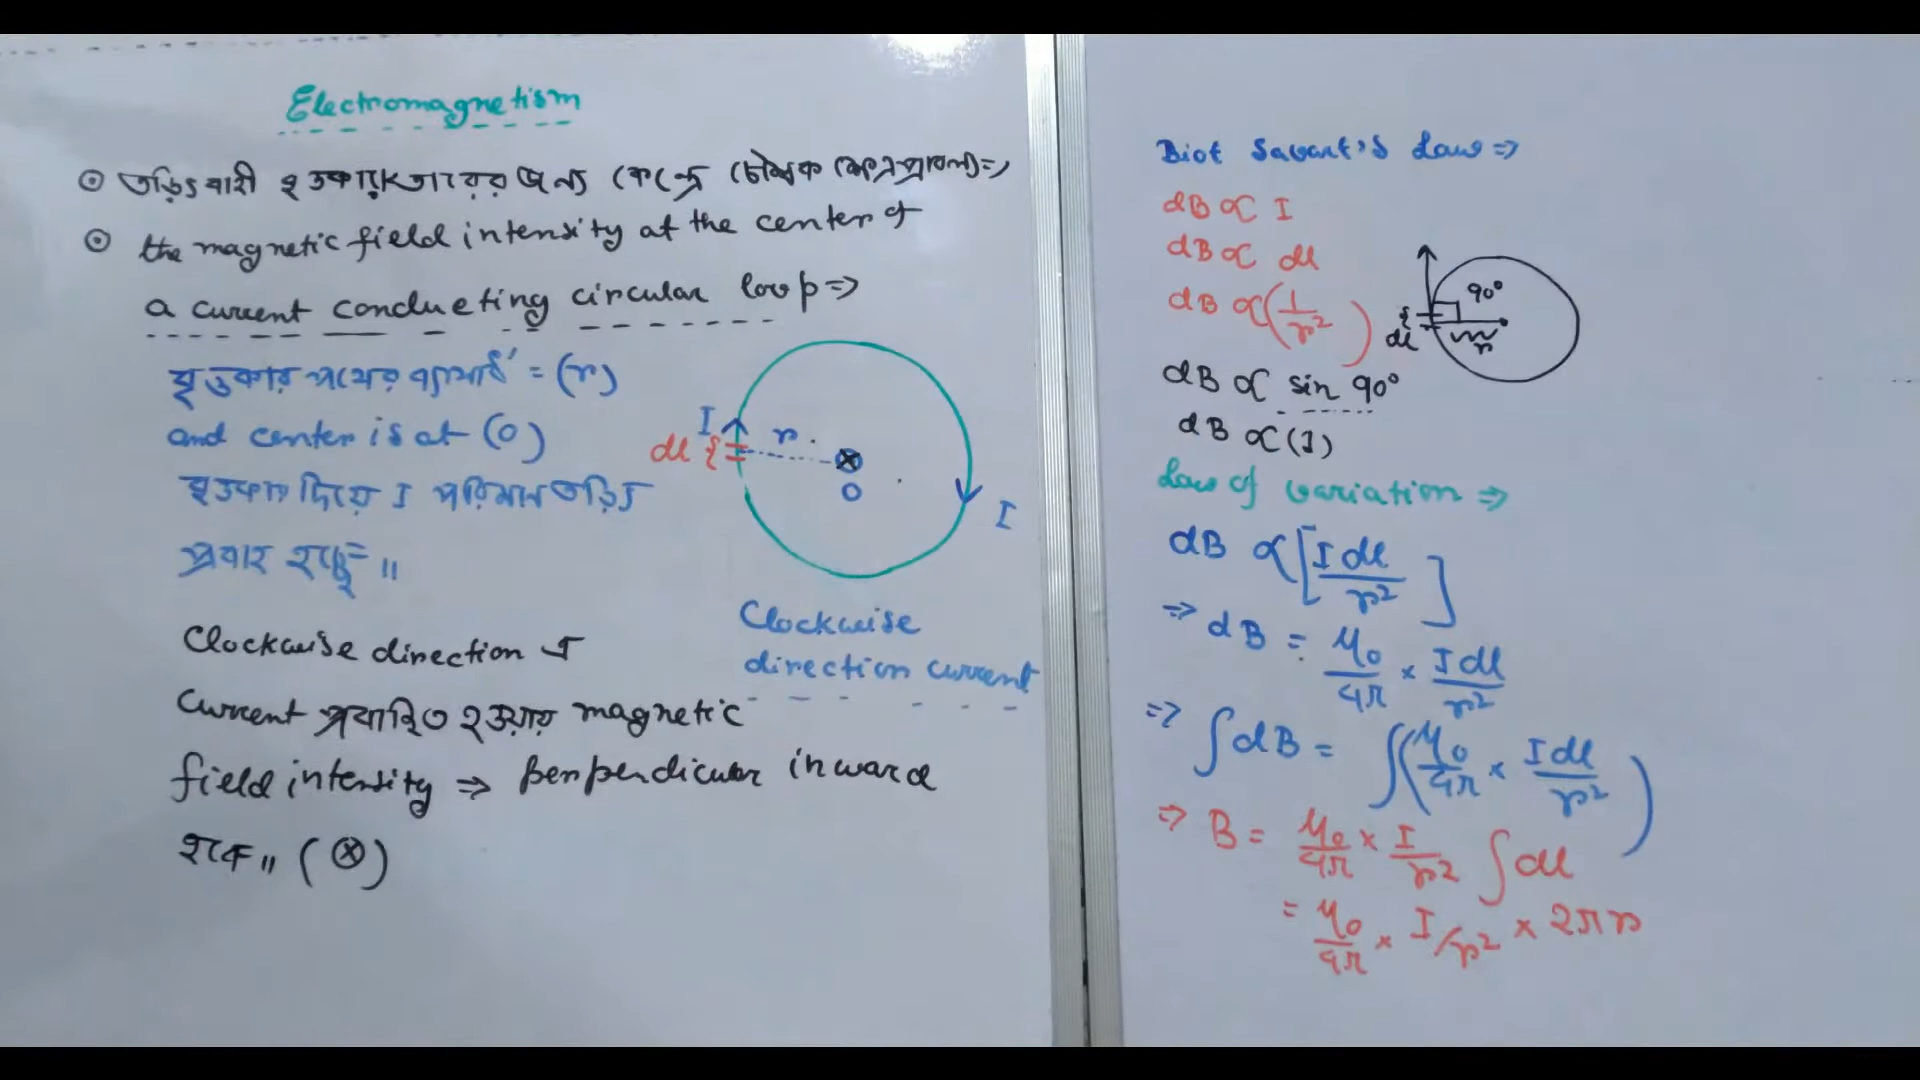 Electromagnetism
⊙ তড়িৎবাহী বৃত্তাকার তারের জন্য কেন্দ্রে চৌম্বক ক্ষেত্রপ্রাবল্য ⇒
⊙ the magnetic field intensity at the center of
a current conducting circular loop ⇒
বৃত্তাকার পথের ব্যাসার্ধ = (r)
and center is at (O)
বৃত্তাকার দিয়ে I পরিমান তড়িৎ
প্রবাহ হচ্ছে ॥
Clockwise direction এ
Current প্রবাহিত হওয়ায় magnetic
field intensity ⇒ perpendicular inward
হবে ॥ (⊗)
I
dl {
r
O
I
Clockwise
direction current
Biot Savart's Law ⇒
dB ∝ I
dB ∝ dl
dB ∝ (1/r²)
dB ∝ sin 90°
dB ∝ (1)
90°
dl
r
Law of variation ⇒
dB ∝ [I dl / r²]
⇒ dB = μ₀/4π × I dl/r²
⇒ ∫dB = ∫(μ₀/4π × I dl/r²)
⇒ B = μ₀/4π × I/r² ∫dl
= μ₀/4π × I/r² × 2πr